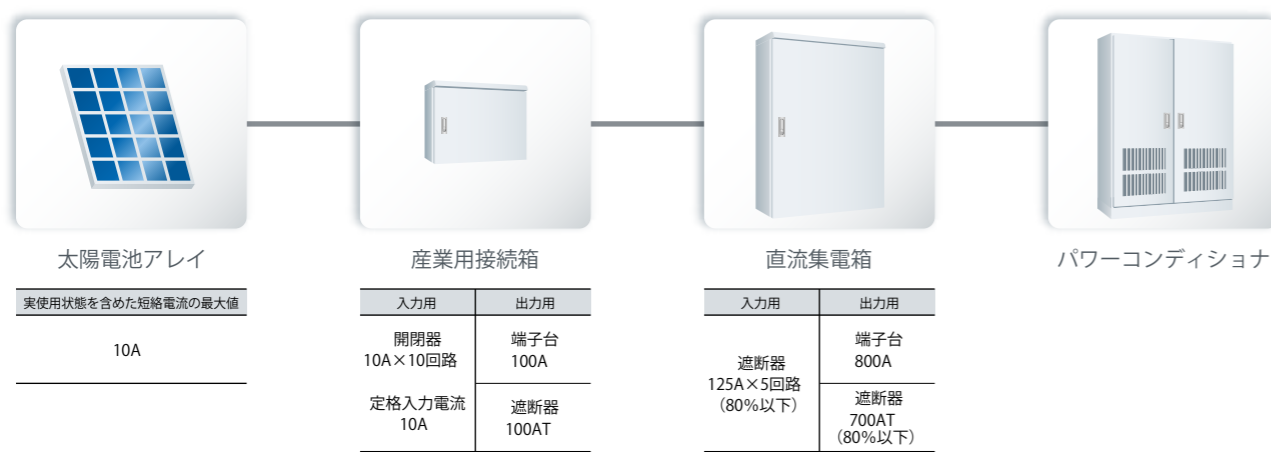 太陽電池アレイ
実使用状態を含めた短絡電流の最大値
10A
産業用接続箱
入力用
出力用
開閉器
10A×10回路
定格入力電流
10A
端子台
100A
遮断器
100AT
直流集電箱
入力用
出力用
遮断器
125A×5回路
（80%以下）
端子台
800A
遮断器
700AT
（80%以下）
パワーコンディショナ